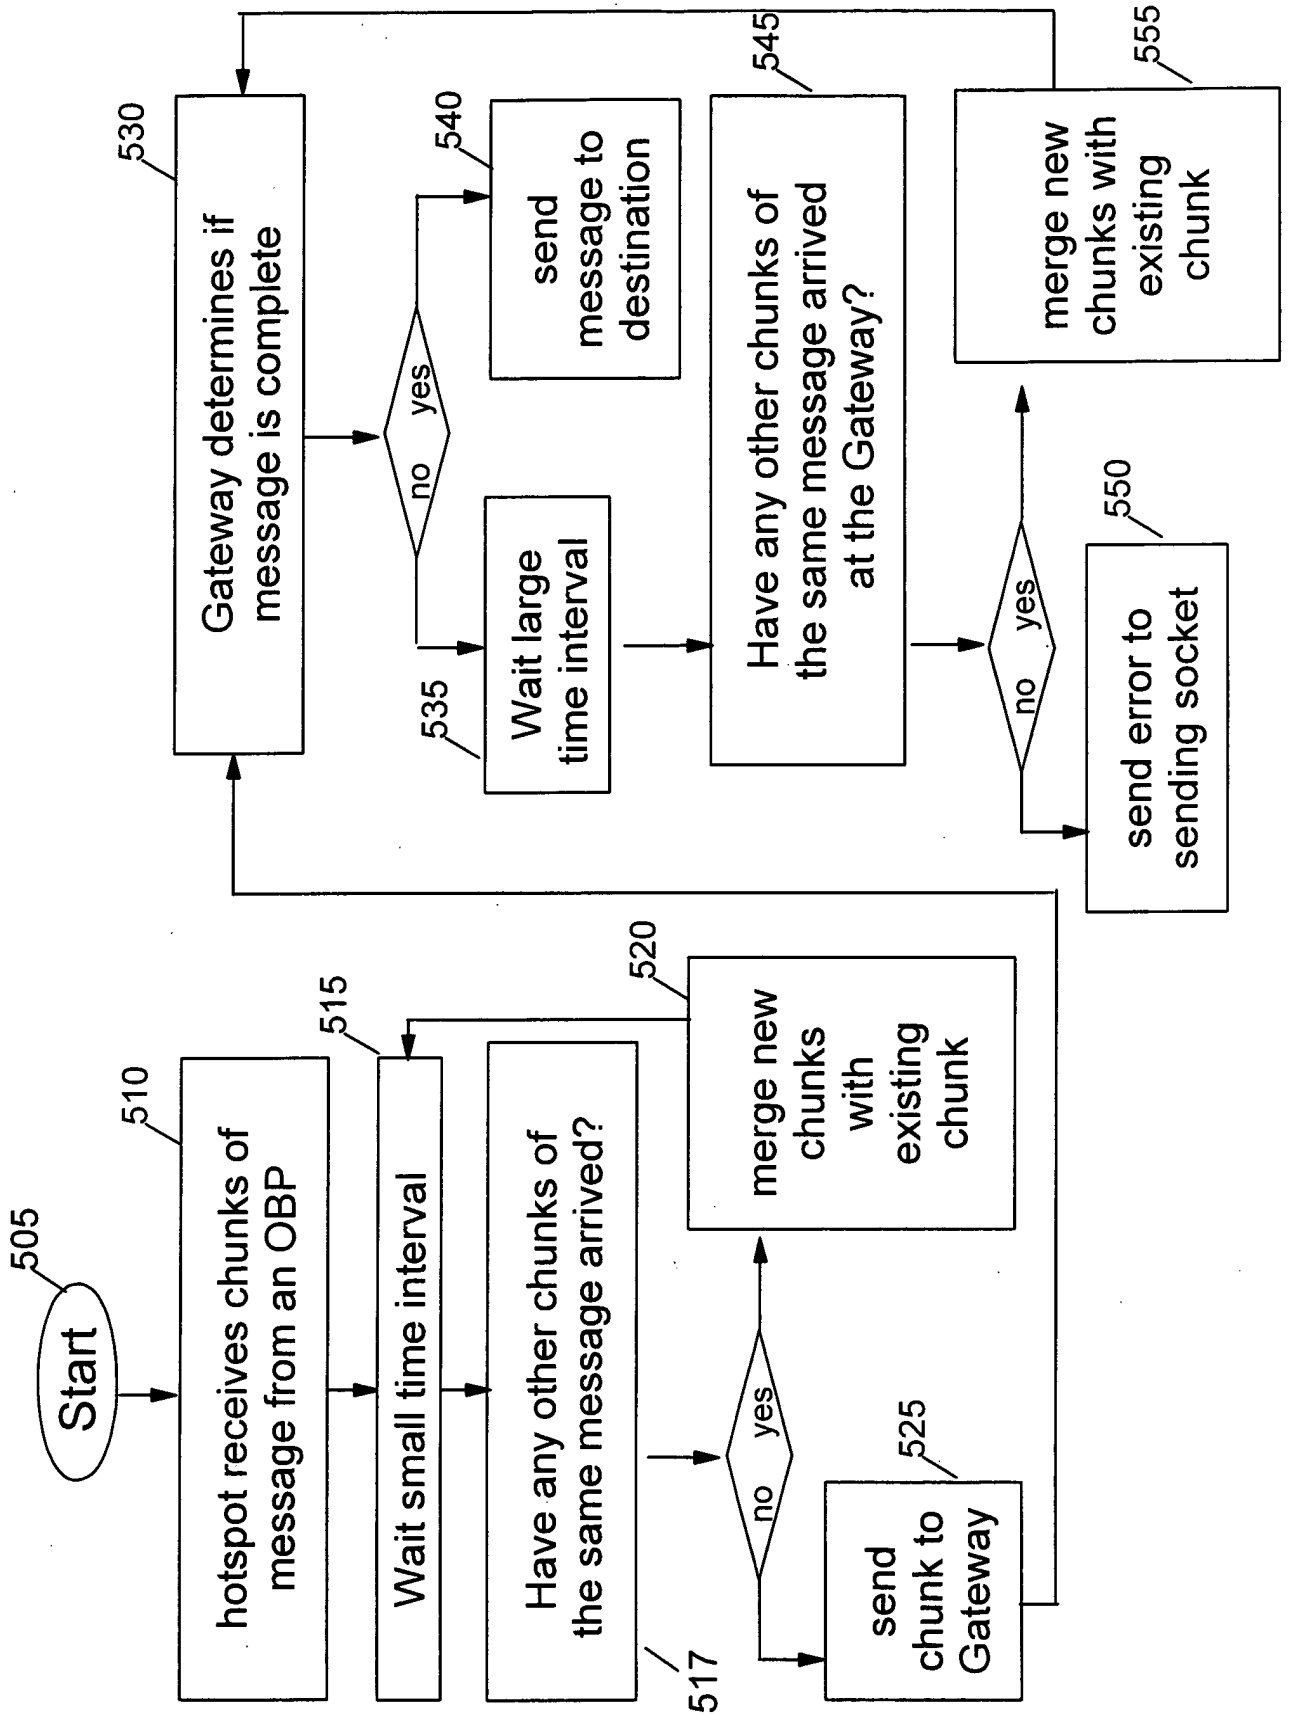 505
Start
510
hotspot receives chunks of
message from an OBP
515
Wait small time interval
Have any other chunks of
the same message arrived?
517
no yes
520
merge new
chunks
with
existing
chunk
525
send
chunk to
Gateway
530
Gateway determines if
message is complete
no yes
535
Wait large
time interval
540
send
message to
destination
545
Have any other chunks of
the same message arrived
at the Gateway?
no yes
550
send error to
sending socket
555
merge new
chunks with
existing
chunk